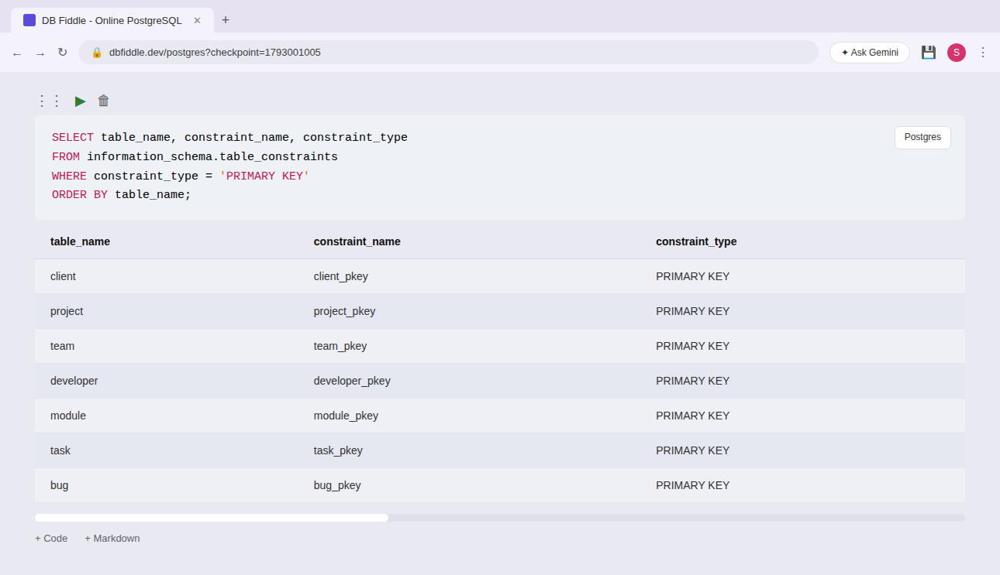 DB Fiddle - Online PostgreSQL
dbfiddle.dev/postgres?checkpoint=1793001005
✦ Ask Gemini
S
SELECT table_name, constraint_name, constraint_type
Postgres
FROM information_schema.table_constraints
WHERE constraint_type = 'PRIMARY KEY'
ORDER BY table_name;
table_name constraint_name constraint_type
client client_pkey PRIMARY KEY
project project_pkey PRIMARY KEY
team team_pkey PRIMARY KEY
developer developer_pkey PRIMARY KEY
module module_pkey PRIMARY KEY
task task_pkey PRIMARY KEY
bug bug_pkey PRIMARY KEY
+ Code + Markdown